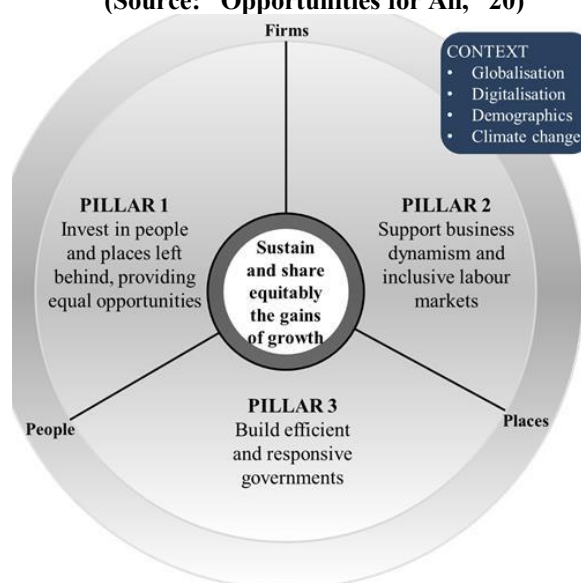 (Source: "Opportunities for All," 20)
Firms
CONTEXT
• Globalisation
• Digitalisation
• Demographics
• Climate change
PILLAR 1
Invest in people
and places left
behind, providing
equal opportunities
PILLAR 2
Support business
dynamism and
inclusive labour
markets
Sustain
and share
equitably
the gains
of growth
PILLAR 3
Build efficient
and responsive
governments
People
Places